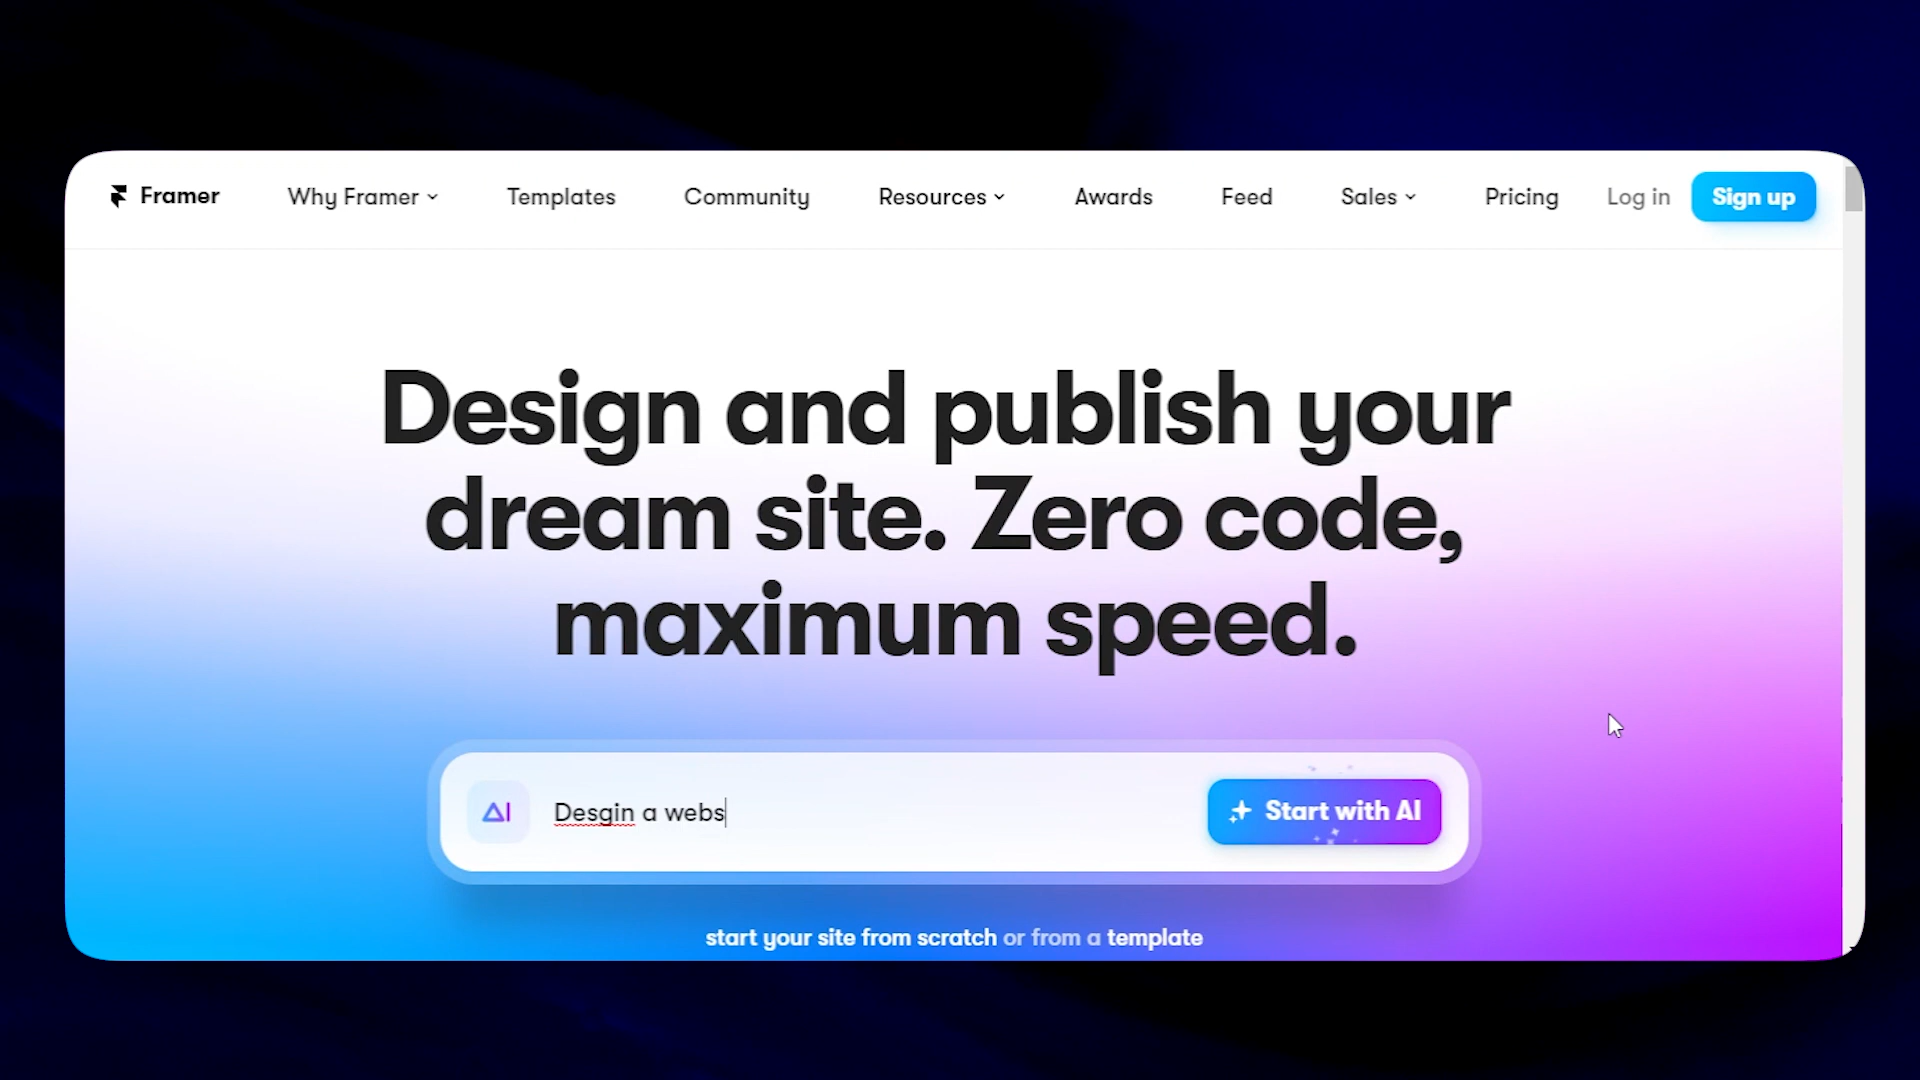 Framer
Why Framer
Templates
Community
Resources
Awards
Feed
Sales
Pricing
Log in
Sign up
Design and publish your
dream site. Zero code,
maximum speed.
AI
Desgin a webs
Start with AI
start your site from scratch or from a template